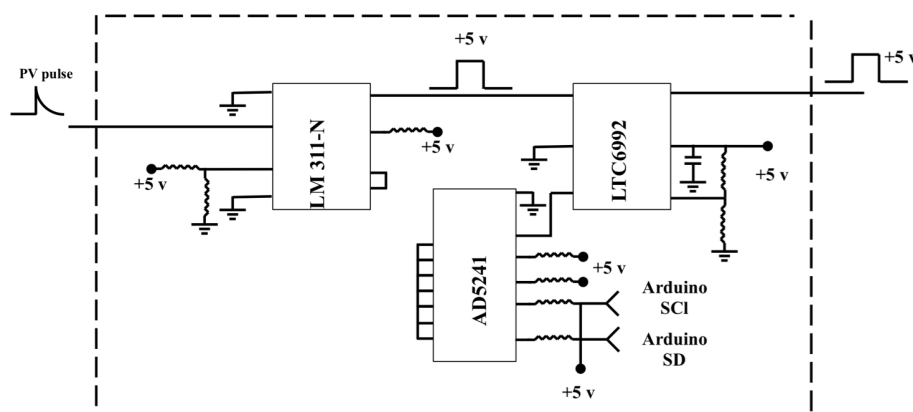 +5 v
+5 v
PV pulse
LM 311-N
LTC6992
+5 v
+5 v
+5 v
AD5241
+5 v
Arduino
SCl
Arduino
SD
+5 v